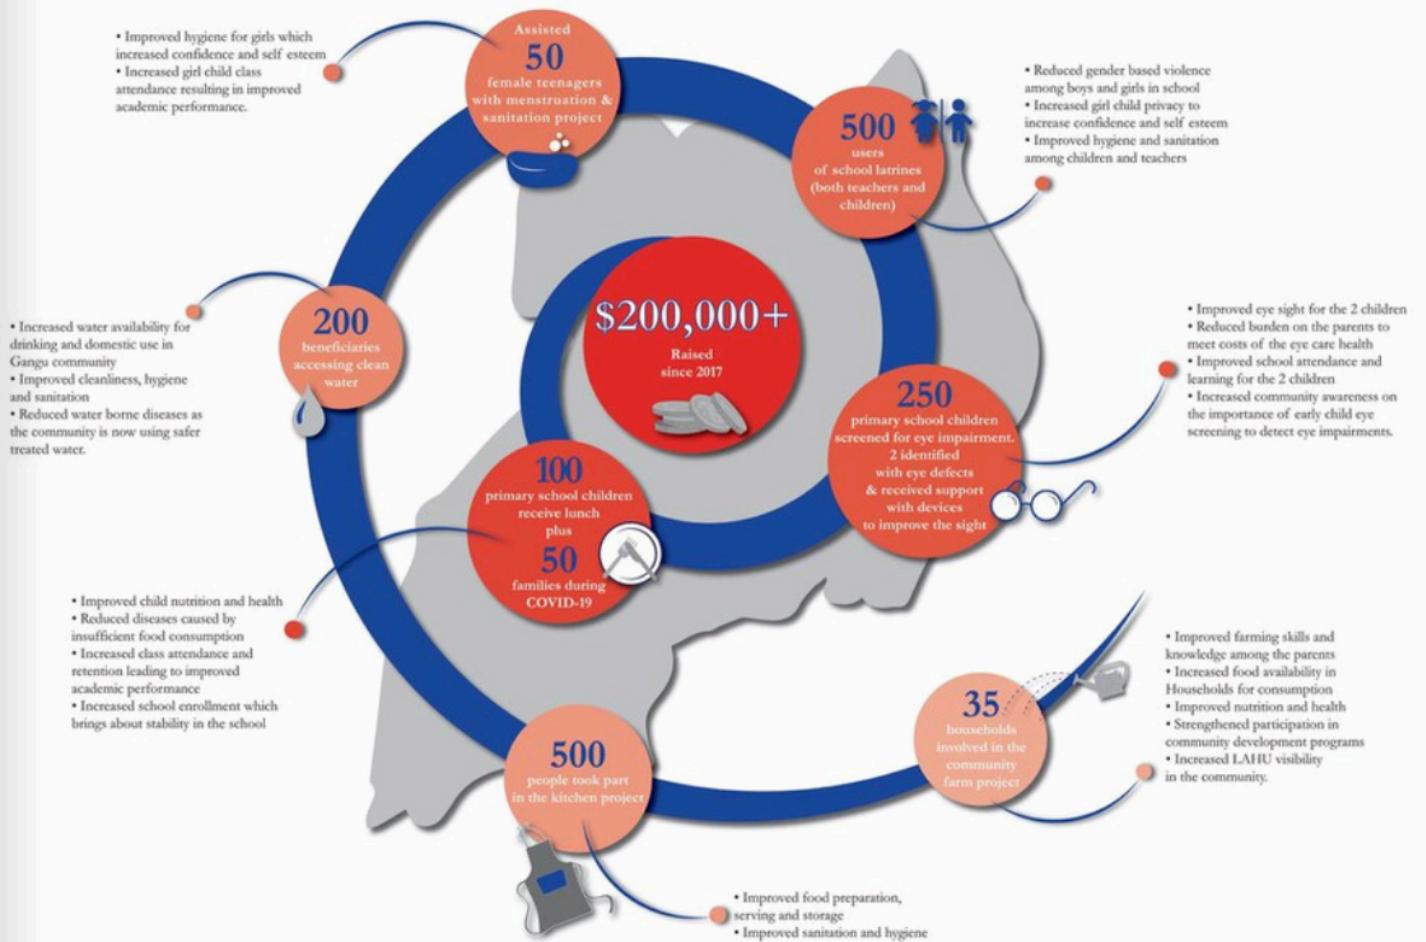 • Improved hygiene for girls which
increased confidence and self esteem
• Increased girl child class
attendance resulting in improved
academic performance.
Assisted
50
female teenagers
with menstruation &
sanitation project
500
users
of school latrines
(both teachers and
children)
• Reduced gender based violence
among boys and girls in school
• Increased girl child privacy to
increase confidence and self esteem
• Improved hygiene and sanitation
among children and teachers
$200,000+
Raised
since 2017
200
beneficiaries
accessing clean
water
• Increased water availability for
drinking and domestic use in
Gangu community
• Improved cleanliness, hygiene
and sanitation
• Reduced water borne diseases as
the community is now using safer
treated water.
250
primary school children
screened for eye impairment.
2 identified
with eye defects
& received support
with devices
to improve the sight
• Improved eye sight for the 2 children
• Reduced burden on the parents to
meet costs of the eye care health
• Improved school attendance and
learning for the 2 children
• Increased community awareness on
the importance of early child eye
screening to detect eye impairments.
100
primary school children
receive lunch
plus
50
families during
COVID-19
• Improved child nutrition and health
• Reduced diseases caused by
insufficient food consumption
• Increased class attendance and
retention leading to improved
academic performance
• Increased school enrollment which
brings about stability in the school
500
people took part
in the kitchen project
• Improved food preparation,
serving and storage
• Improved sanitation and hygiene
35
households
involved in the
community
farm project
• Improved farming skills and
knowledge among the parents
• Increased food availability in
Households for consumption
• Improved nutrition and health
• Strengthened participation in
community development programs
• Increased LAHU visibility
in the community.